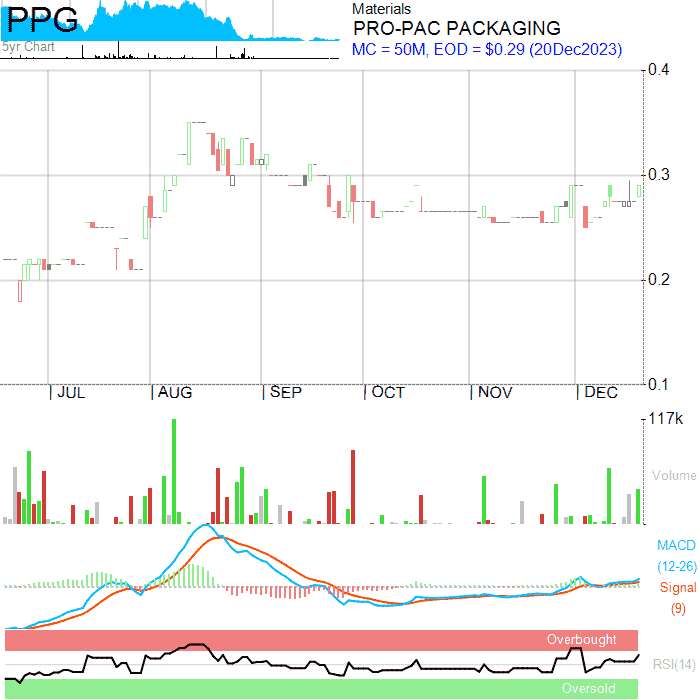 PPG
5yr Chart
Materials
PRO-PAC PACKAGING
MC = 50M, EOD = $0.29 (20Dec2023)
0.4
0.3
0.2
0.1
JUL AUG SEP OCT NOV DEC
117k
Volume
MACD
(12-26)
Signal
(9)
Overbought
RSI(14)
Oversold